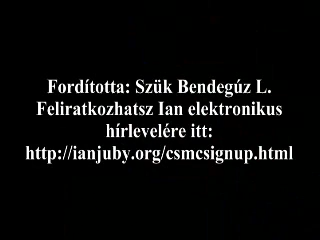 Fordította: Szük Bendegúz L.
Feliratkozhatsz Ian elektronikus
hírlevelére itt:
http://ianjuby.org/csmcsignup.html